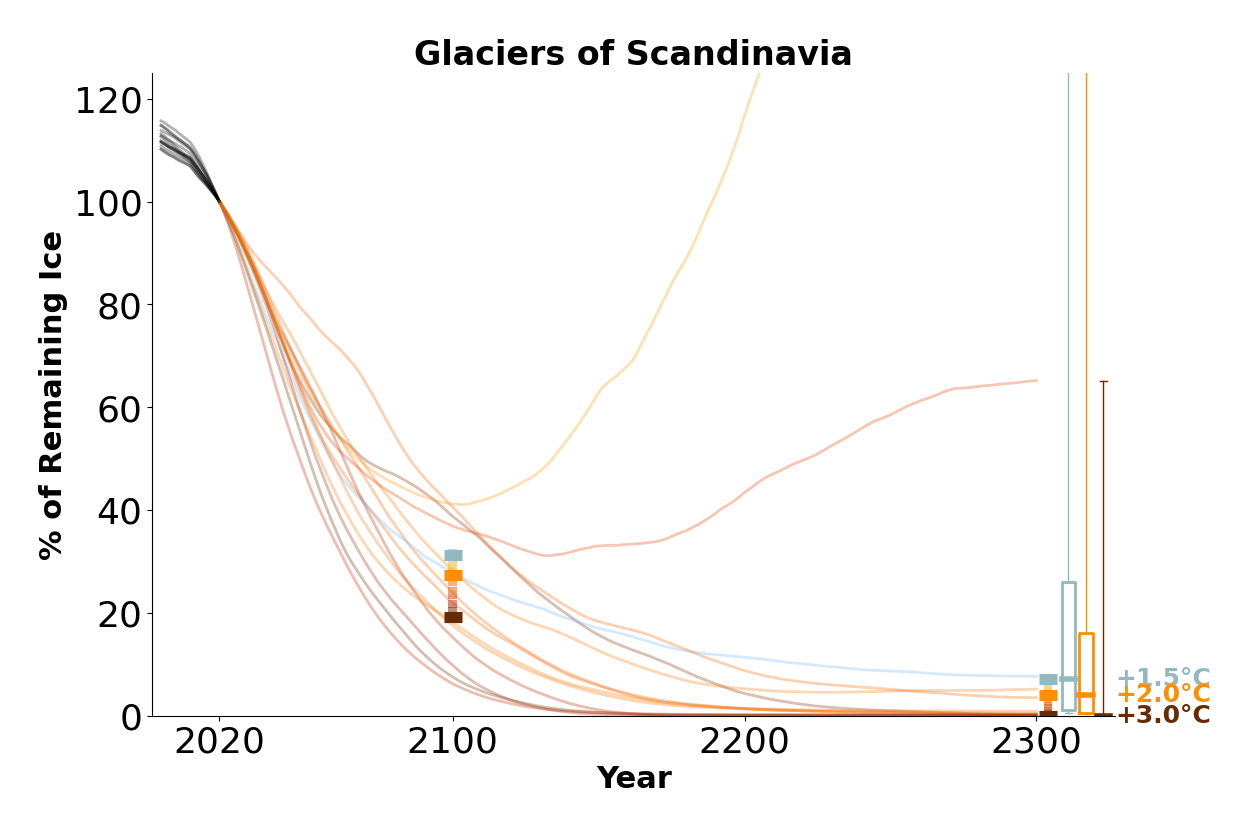 Glaciers of Scandinavia
% of Remaining Ice
120
100
80
60
40
20
0
+1.5°C
+2.0°C
+3.0°C
2020 2100 2200 2300
Year